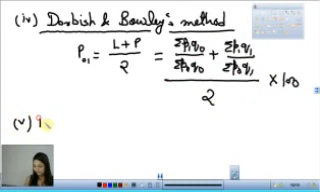 (iv) Dorbish & Bowley's method
P₀₁ = (L+P)/2 = (Σp₁q₀/Σp₀q₀ + Σp₁q₁/Σp₀q₁)/2 × 100
(v)